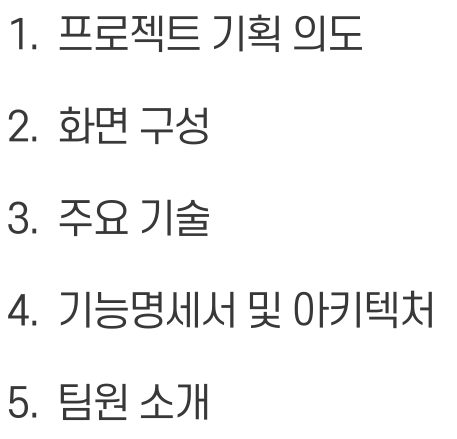 1. 프로젝트 기획 의도
2. 화면 구성
3. 주요 기술
4. 기능명세서 및 아키텍처
5. 팀원 소개